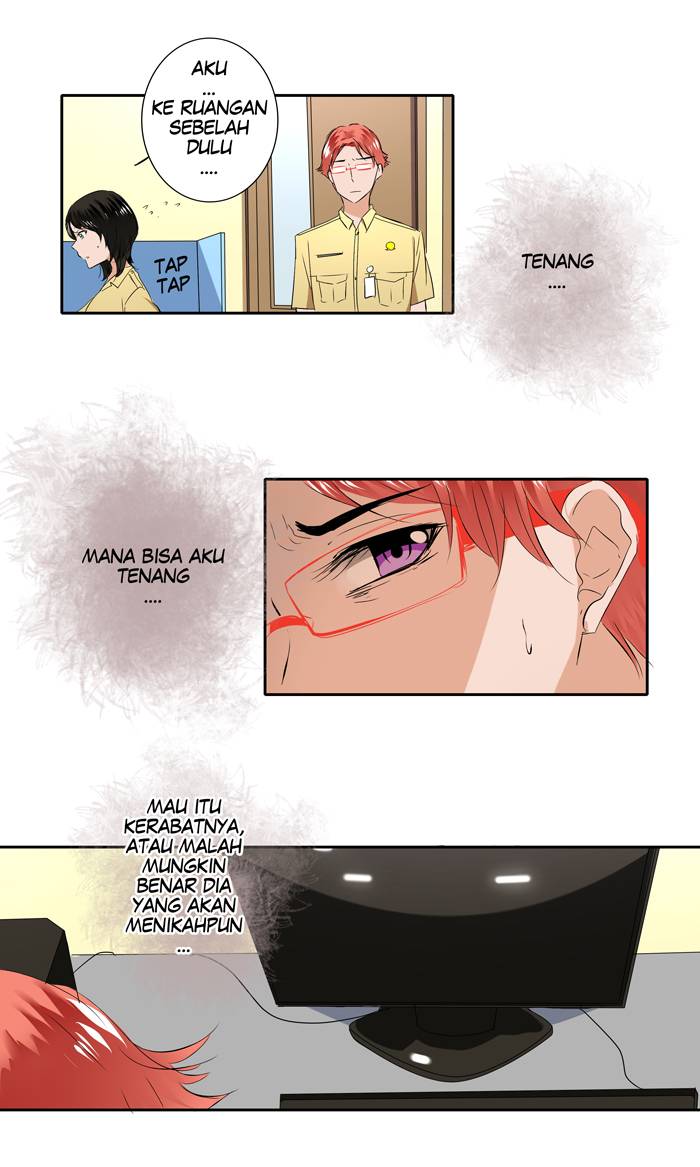 AKU
...
KE RUANGAN
SEBELAH
DULU
....
TAP
TAP
TENANG
....
MANA BISA AKU
TENANG
....
MAU ITU
KERABATNYA,
ATAU MALAH
MUNGKIN
BENAR DIA
YANG AKAN
MENIKAHPUN
...